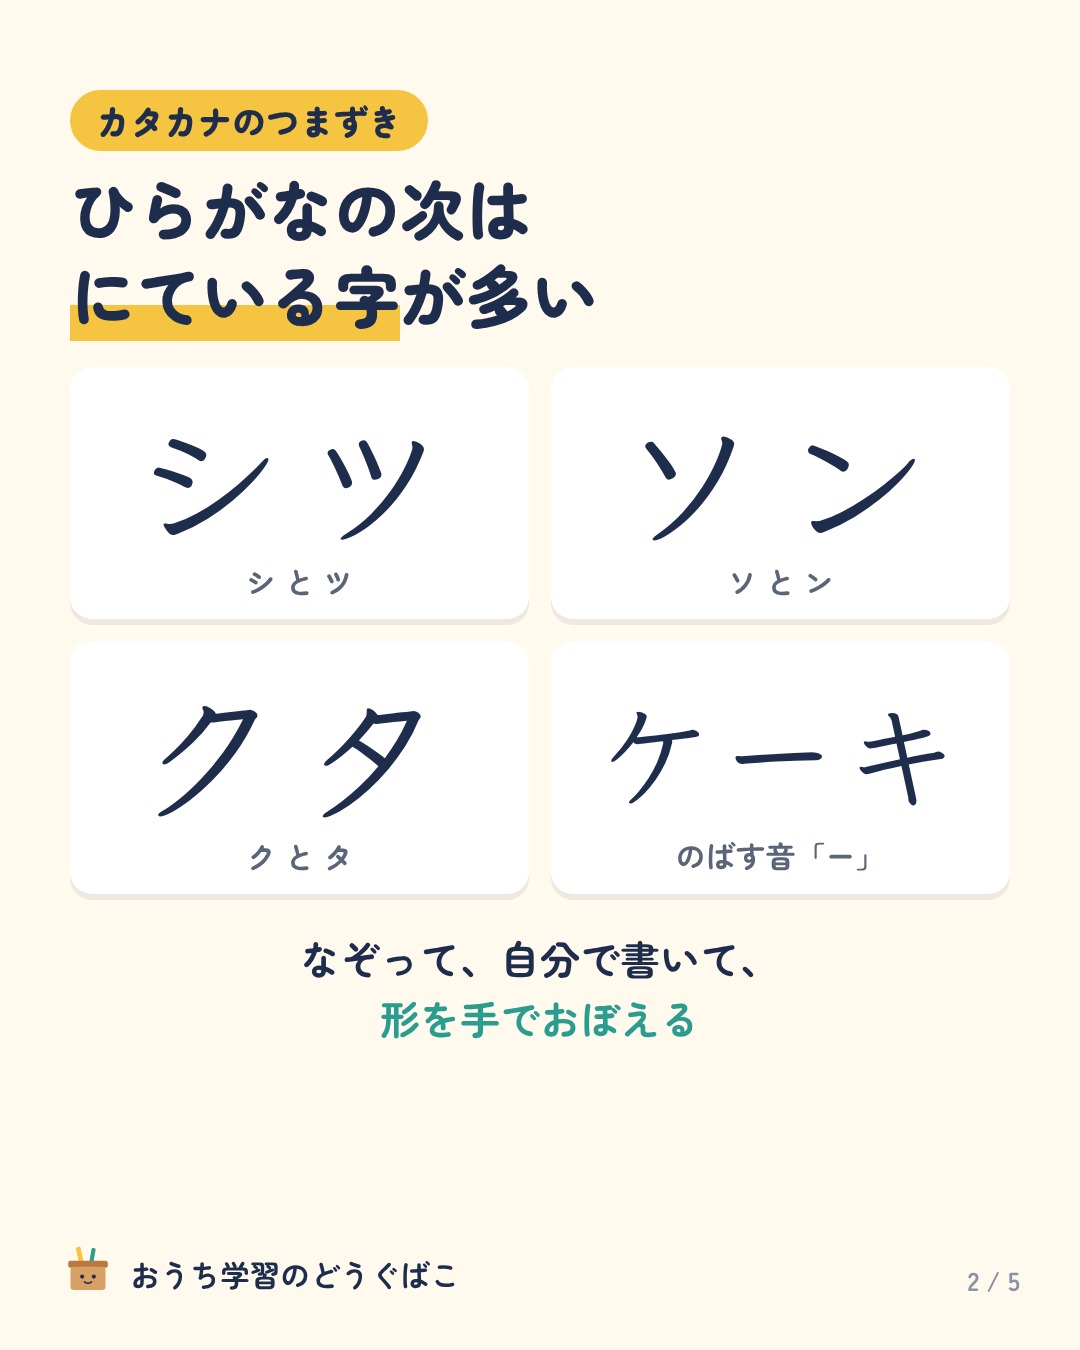 カタカナのつまずき
ひらがなの次は
にている字が多い
シ ツ
シ と ツ
ソ ン
ソ と ン
ク タ
ク と タ
ケーキ
のばす音「ー」
なぞって、自分で書いて、
形を手でおぼえる
おうち学習のどうぐばこ
2 / 5